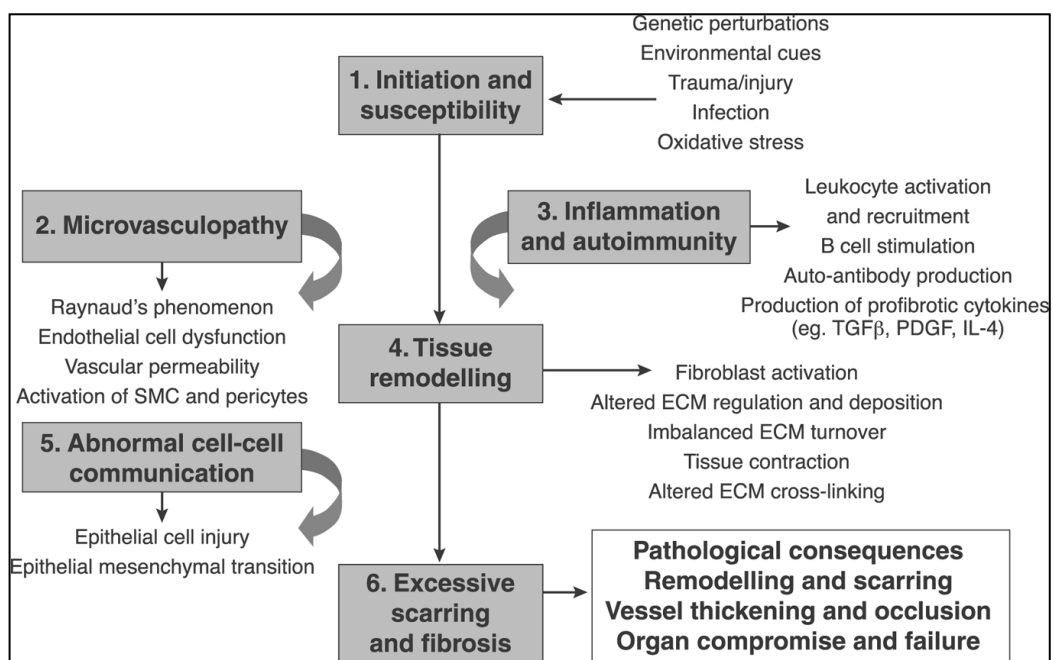 Genetic perturbations
Environmental cues
Trauma/injury
Infection
Oxidative stress
1. Initiation and
susceptibility
2. Microvasculopathy
Raynaud's phenomenon
Endothelial cell dysfunction
Vascular permeability
Activation of SMC and pericytes
3. Inflammation
and autoimmunity
Leukocyte activation
and recruitment
B cell stimulation
Auto-antibody production
Production of profibrotic cytokines
(eg. TGFβ, PDGF, IL-4)
4. Tissue
remodelling
Fibroblast activation
Altered ECM regulation and deposition
Imbalanced ECM turnover
Tissue contraction
Altered ECM cross-linking
5. Abnormal cell-cell
communication
Epithelial cell injury
Epithelial mesenchymal transition
6. Excessive
scarring
and fibrosis
Pathological consequences
Remodelling and scarring
Vessel thickening and occlusion
Organ compromise and failure